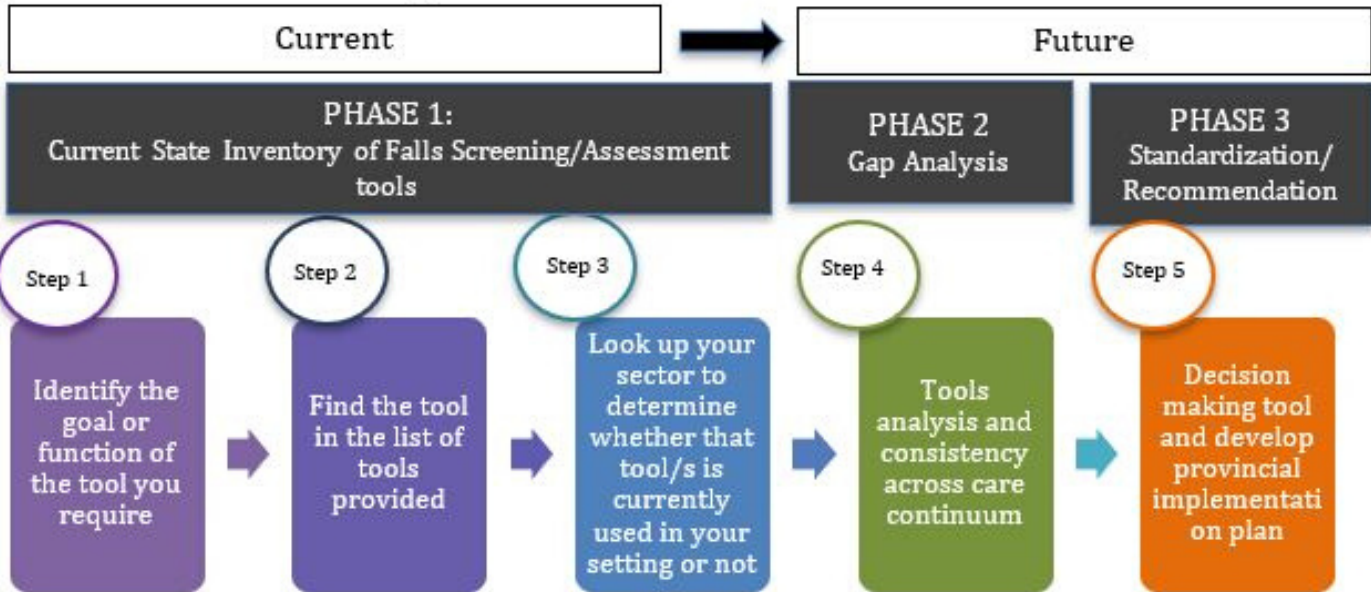 Current
Future
PHASE 1:
Current State Inventory of Falls Screening/Assessment
tools
PHASE 2
Gap Analysis
PHASE 3
Standardization/
Recommendation
Step 1
Step 2
Step 3
Step 4
Step 5
Identify the
goal or
function of
the tool you
require
Find the tool
in the list of
tools
provided
Look up your
sector to
determine
whether that
tool/s is
currently
used in your
setting or not
Tools
analysis and
consistency
across care
continuum
Decision
making tool
and develop
provincial
implementati
on plan